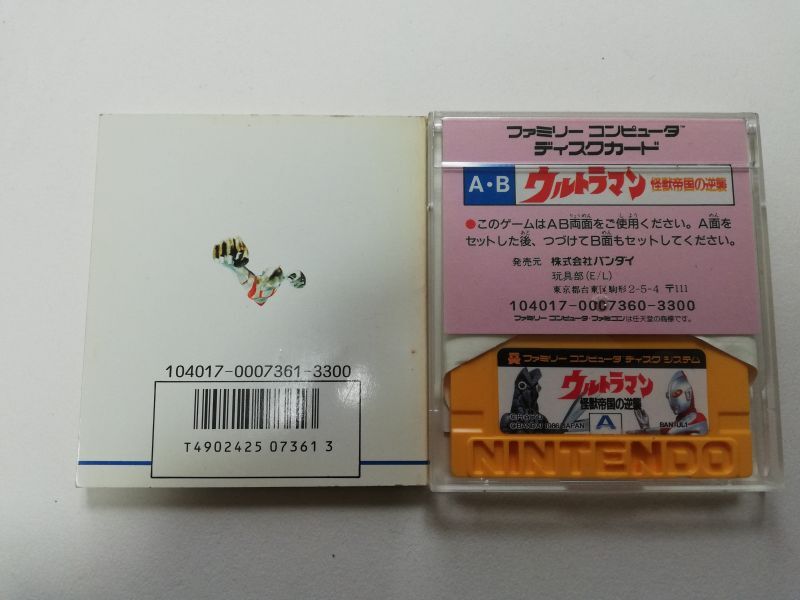 104017-0007361-3300
T4902425 07361 3
ファミリー コンピュータ™
ディスクカード
A・B ウルトラマン 怪獣帝国の逆襲
●このゲームはAB両面をご使用ください。A面を
セットした後、つづけてB面もセットしてください。
発売元 株式会社バンダイ
玩具部(E/L)
東京都台東区駒形2-5-4 〒111
104017-0007360-3300
ファミリーコンピュータ・ファミコンは任天堂の商標です。
ファミリー コンピュータ ディスク システム
ウルトラマン
怪獣帝国の逆襲
©BANDAI 1986 JAPAN
A
BAN-UL1
NINTENDO